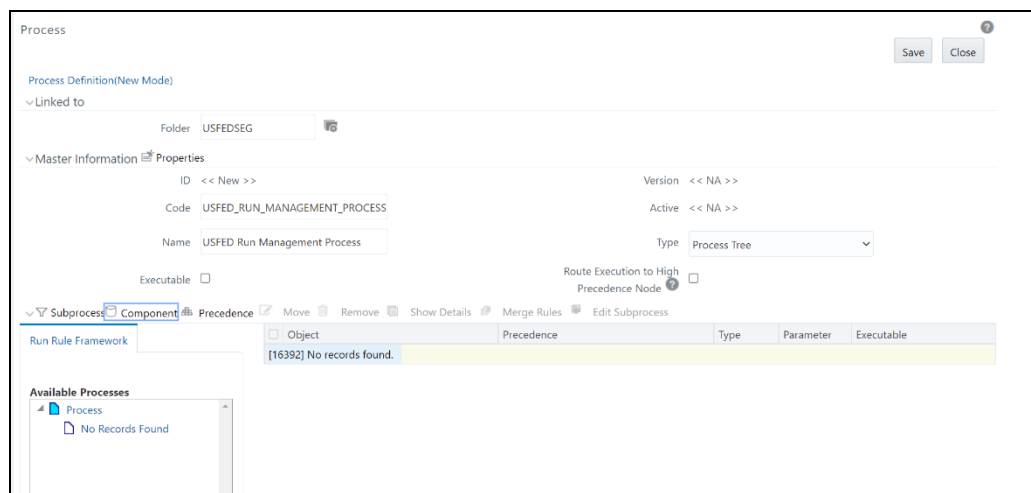 Process
Save Close
Process Definition(New Mode)
Linked to
Folder USFEDSEG
Master Information Properties
ID << New >> Version << NA >>
Code USFED_RUN_MANAGEMENT_PROCESS Active << NA >>
Name USFED Run Management Process Type Process Tree
Executable Route Execution to High
Precedence Node ?
Subprocess Component Precedence Move Remove Show Details Merge Rules Edit Subprocess
Run Rule Framework Object Precedence Type Parameter Executable
[16392] No records found.
Available Processes
Process
No Records Found